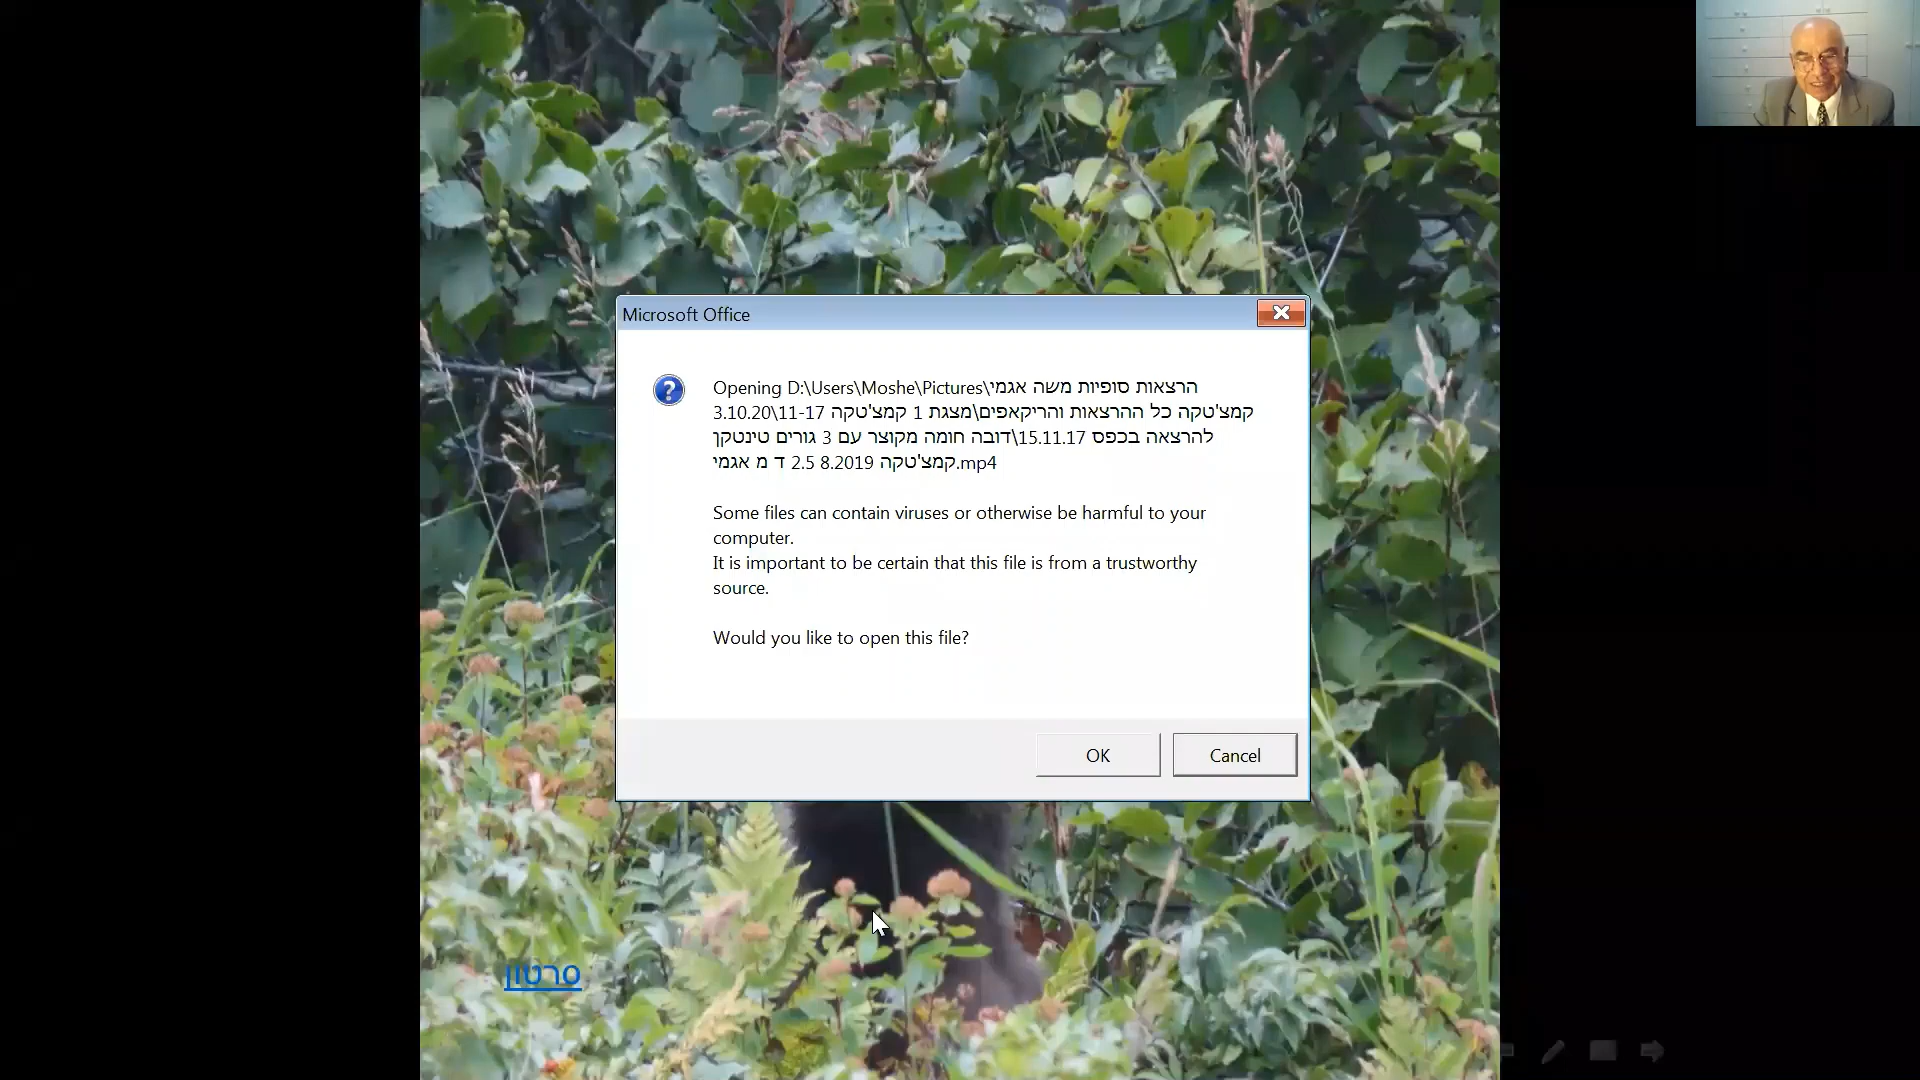 Microsoft Office
Opening D:\Users\Moshe\Pictures\הרצאות סופיות משה אגמי
קמצ'טקה כל ההרצאות והריקאפים\מצגת 1 קמצ'טקה 11-17\3.10.20
להרצאה בכפס 15.11.17\דובה חומה מקוצר עם 3 גורים טינטקן
קמצ'טקה 2.5 8.2019 ד מ אגמי.mp4
Some files can contain viruses or otherwise be harmful to your
computer.
It is important to be certain that this file is from a trustworthy
source.
Would you like to open this file?
OK
Cancel
סרטון